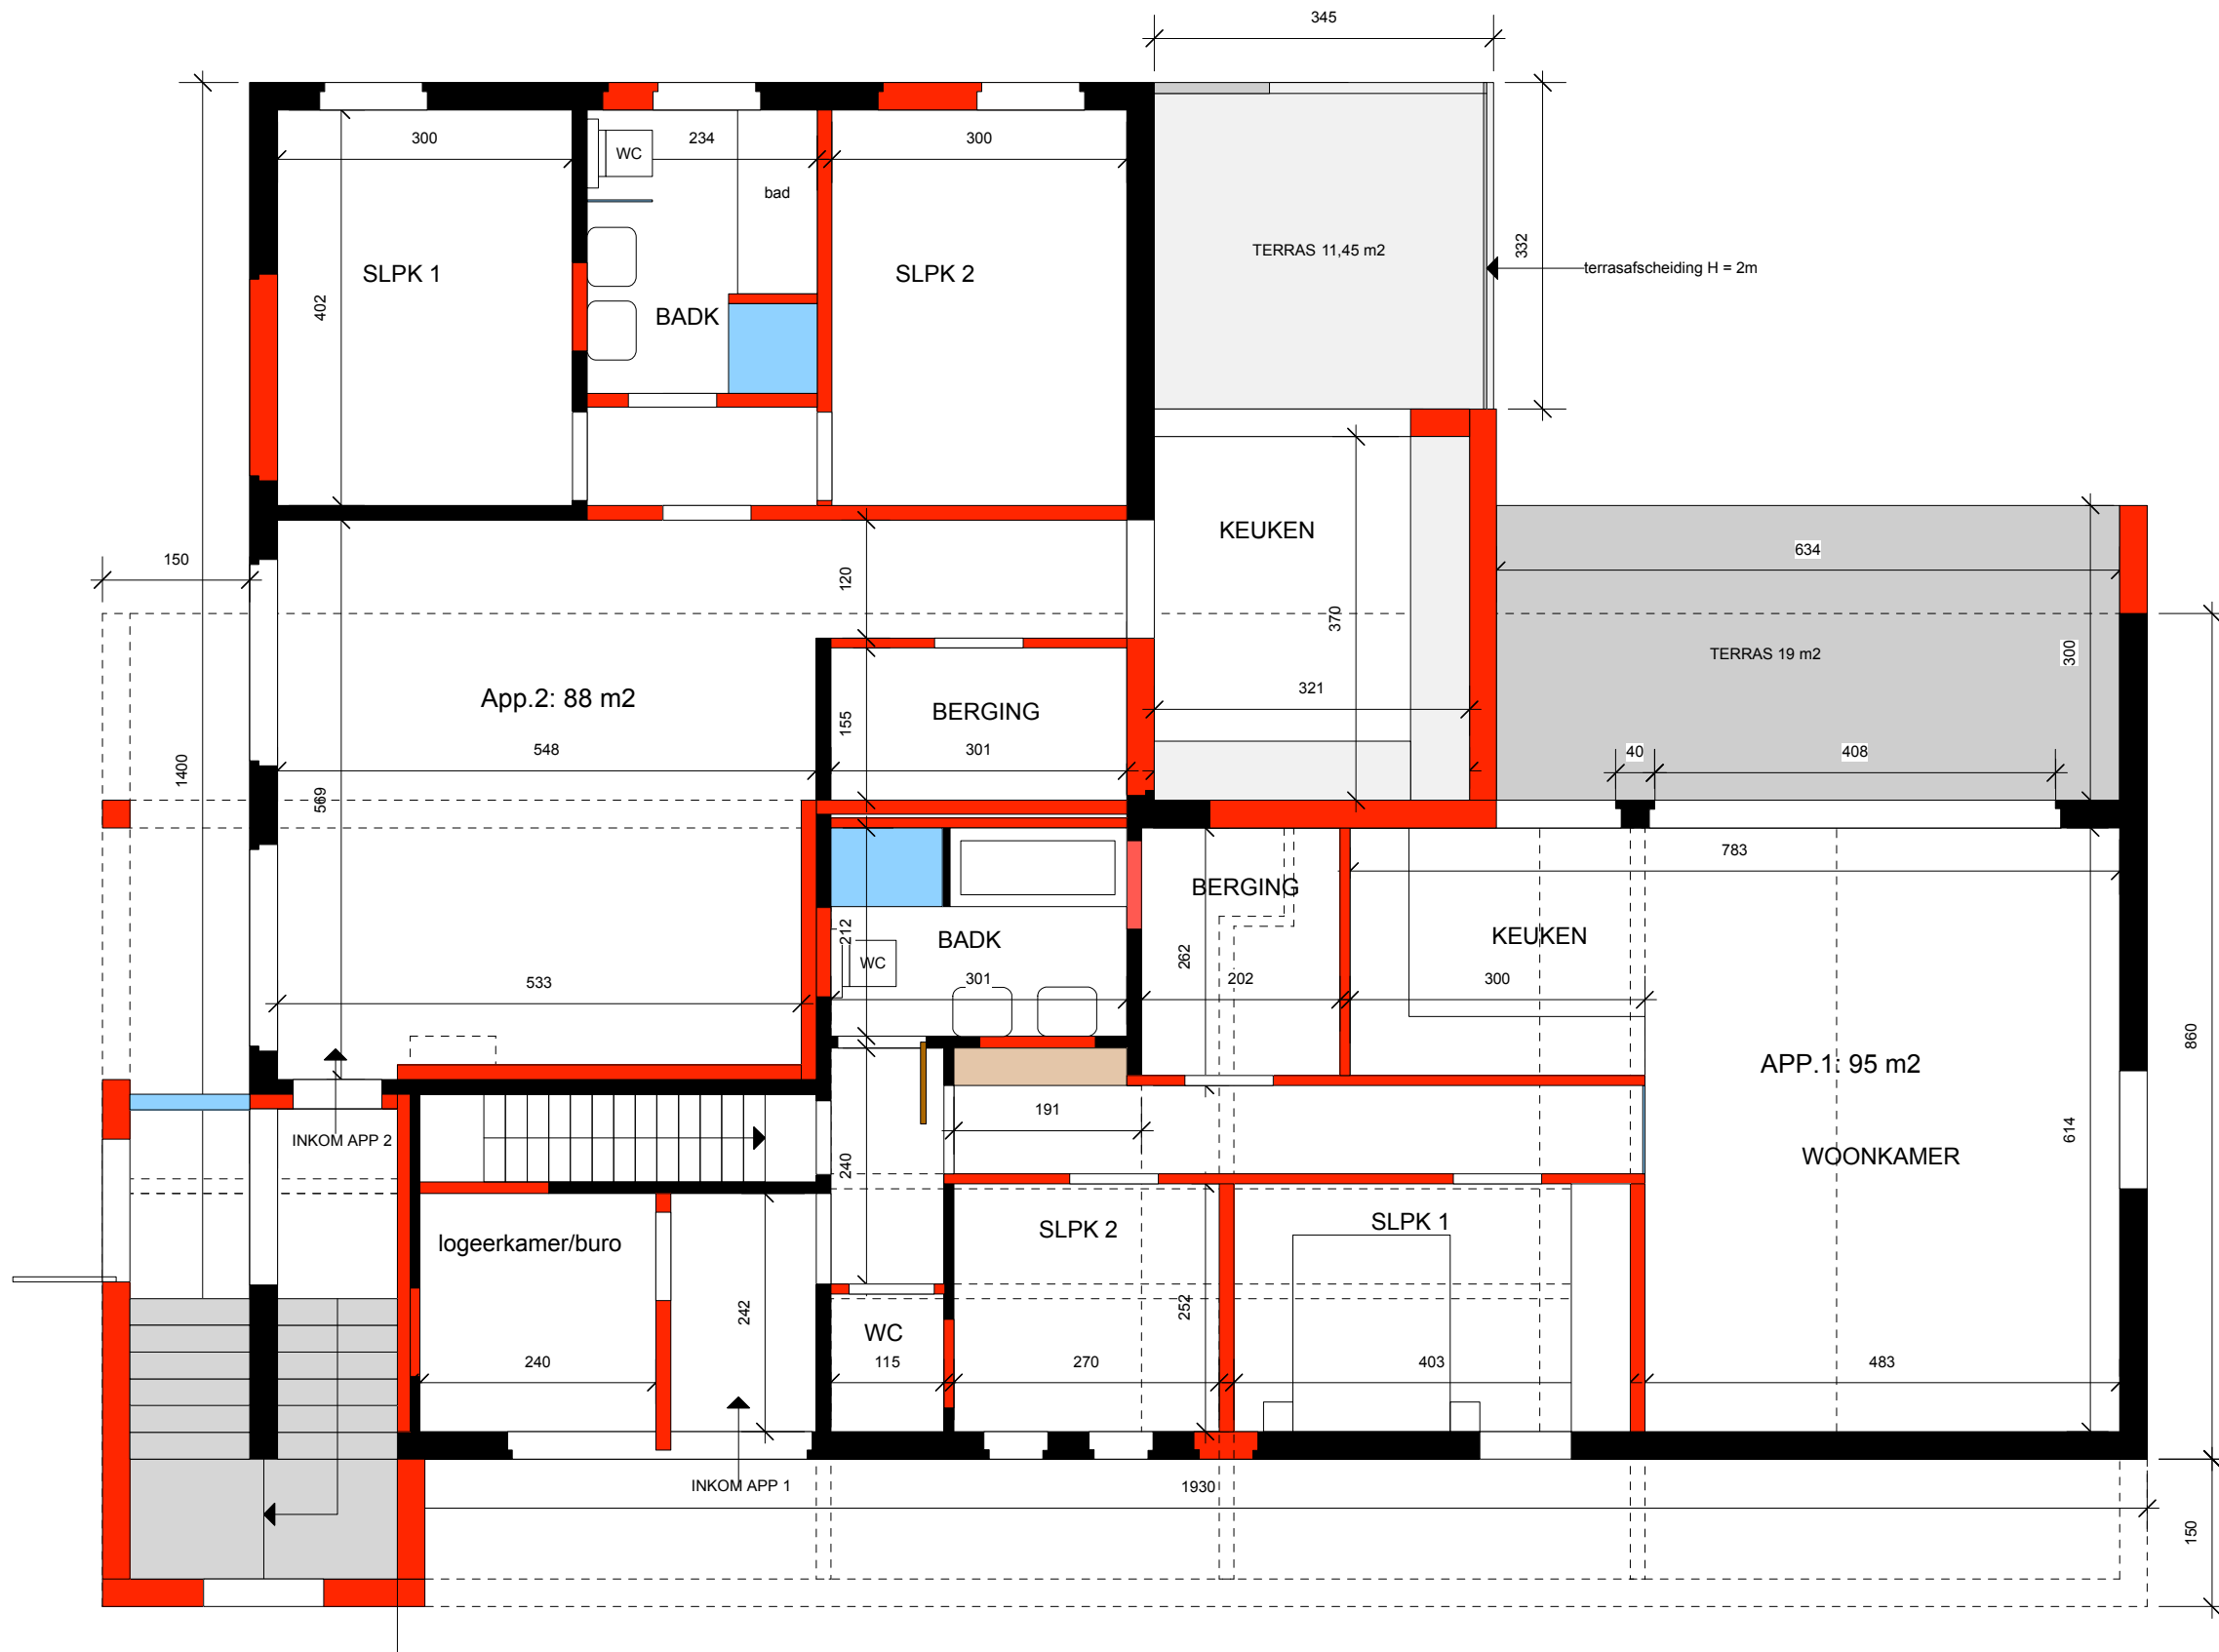 345
300
WC
234
300
bad
TERRAS 11,45 m2
332
terrasafscheiding H = 2m
SLPK 1
SLPK 2
402
BADK
KEUKEN
150
120
634
370
TERRAS 19 m2
300
321
App.2: 88 m2
BERGING
155
548
301
40
408
1400
569
783
BERGING
212
BADK
KEUKEN
262
WC
533
301
202
300
860
APP.1: 95 m2
191
614
INKOM APP 2
240
WOONKAMER
SLPK 2
SLPK 1
logeerkamer/buro
242
252
WC
240
115
270
403
483
INKOM APP 1
1930
150